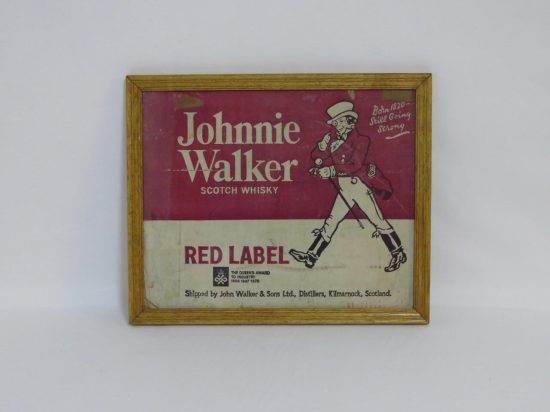 Born 1820-
Still Going
Strong
Johnnie
Walker
SCOTCH WHISKY
RED LABEL
THE QUEEN'S AWARD
TO INDUSTRY
Shipped by John Walker & Sons Ltd., Distillers, Kilmarnock, Scotland.